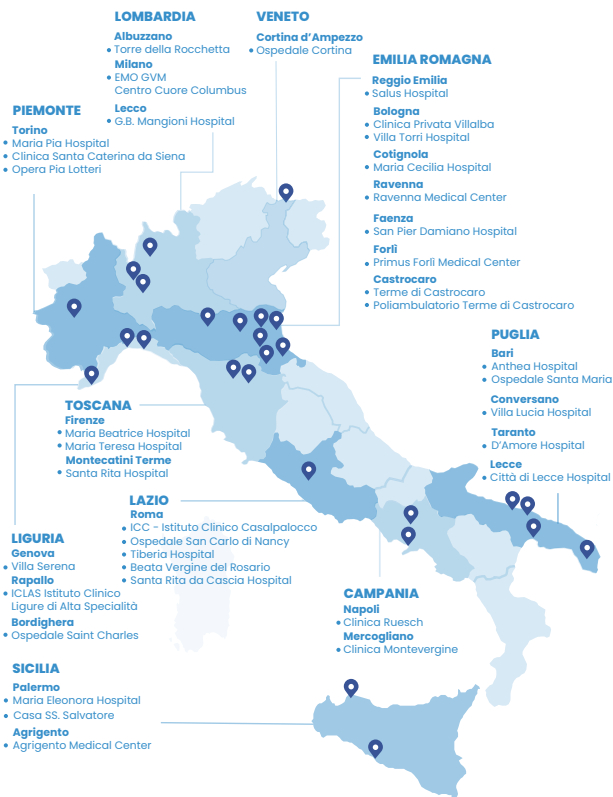 LOMBARDIA
Albuzzano
• Torre della Rocchetta
Milano
• EMO GVM
Centro Cuore Columbus
Lecco
• G.B. Mangioni Hospital
VENETO
Cortina d'Ampezzo
• Ospedale Cortina
EMILIA ROMAGNA
Reggio Emilia
• Salus Hospital
Bologna
• Clinica Privata Villalba
• Villa Torri Hospital
Cotignola
• Maria Cecilia Hospital
Ravenna
• Ravenna Medical Center
Faenza
• San Pier Damiano Hospital
Forlì
• Primus Forlì Medical Center
Castrocaro
• Terme di Castrocaro
• Poliambulatorio Terme di Castrocaro
PIEMONTE
Torino
• Maria Pia Hospital
• Clinica Santa Caterina da Siena
• Opera Pia Lotteri
PUGLIA
Bari
• Anthea Hospital
• Ospedale Santa Maria
Conversano
• Villa Lucia Hospital
Taranto
• D'Amore Hospital
Lecce
• Città di Lecce Hospital
TOSCANA
Firenze
• Maria Beatrice Hospital
• Maria Teresa Hospital
Montecatini Terme
• Santa Rita Hospital
LAZIO
Roma
• ICC - Istituto Clinico Casalpalocco
• Ospedale San Carlo di Nancy
• Tiberia Hospital
• Beata Vergine del Rosario
• Santa Rita da Cascia Hospital
LIGURIA
Genova
• Villa Serena
Rapallo
• ICLAS Istituto Clinico
Ligure di Alta Specialità
Bordighera
• Ospedale Saint Charles
CAMPANIA
Napoli
• Clinica Ruesch
Mercogliano
• Clinica Montevergine
SICILIA
Palermo
• Maria Eleonora Hospital
• Casa SS. Salvatore
Agrigento
• Agrigento Medical Center